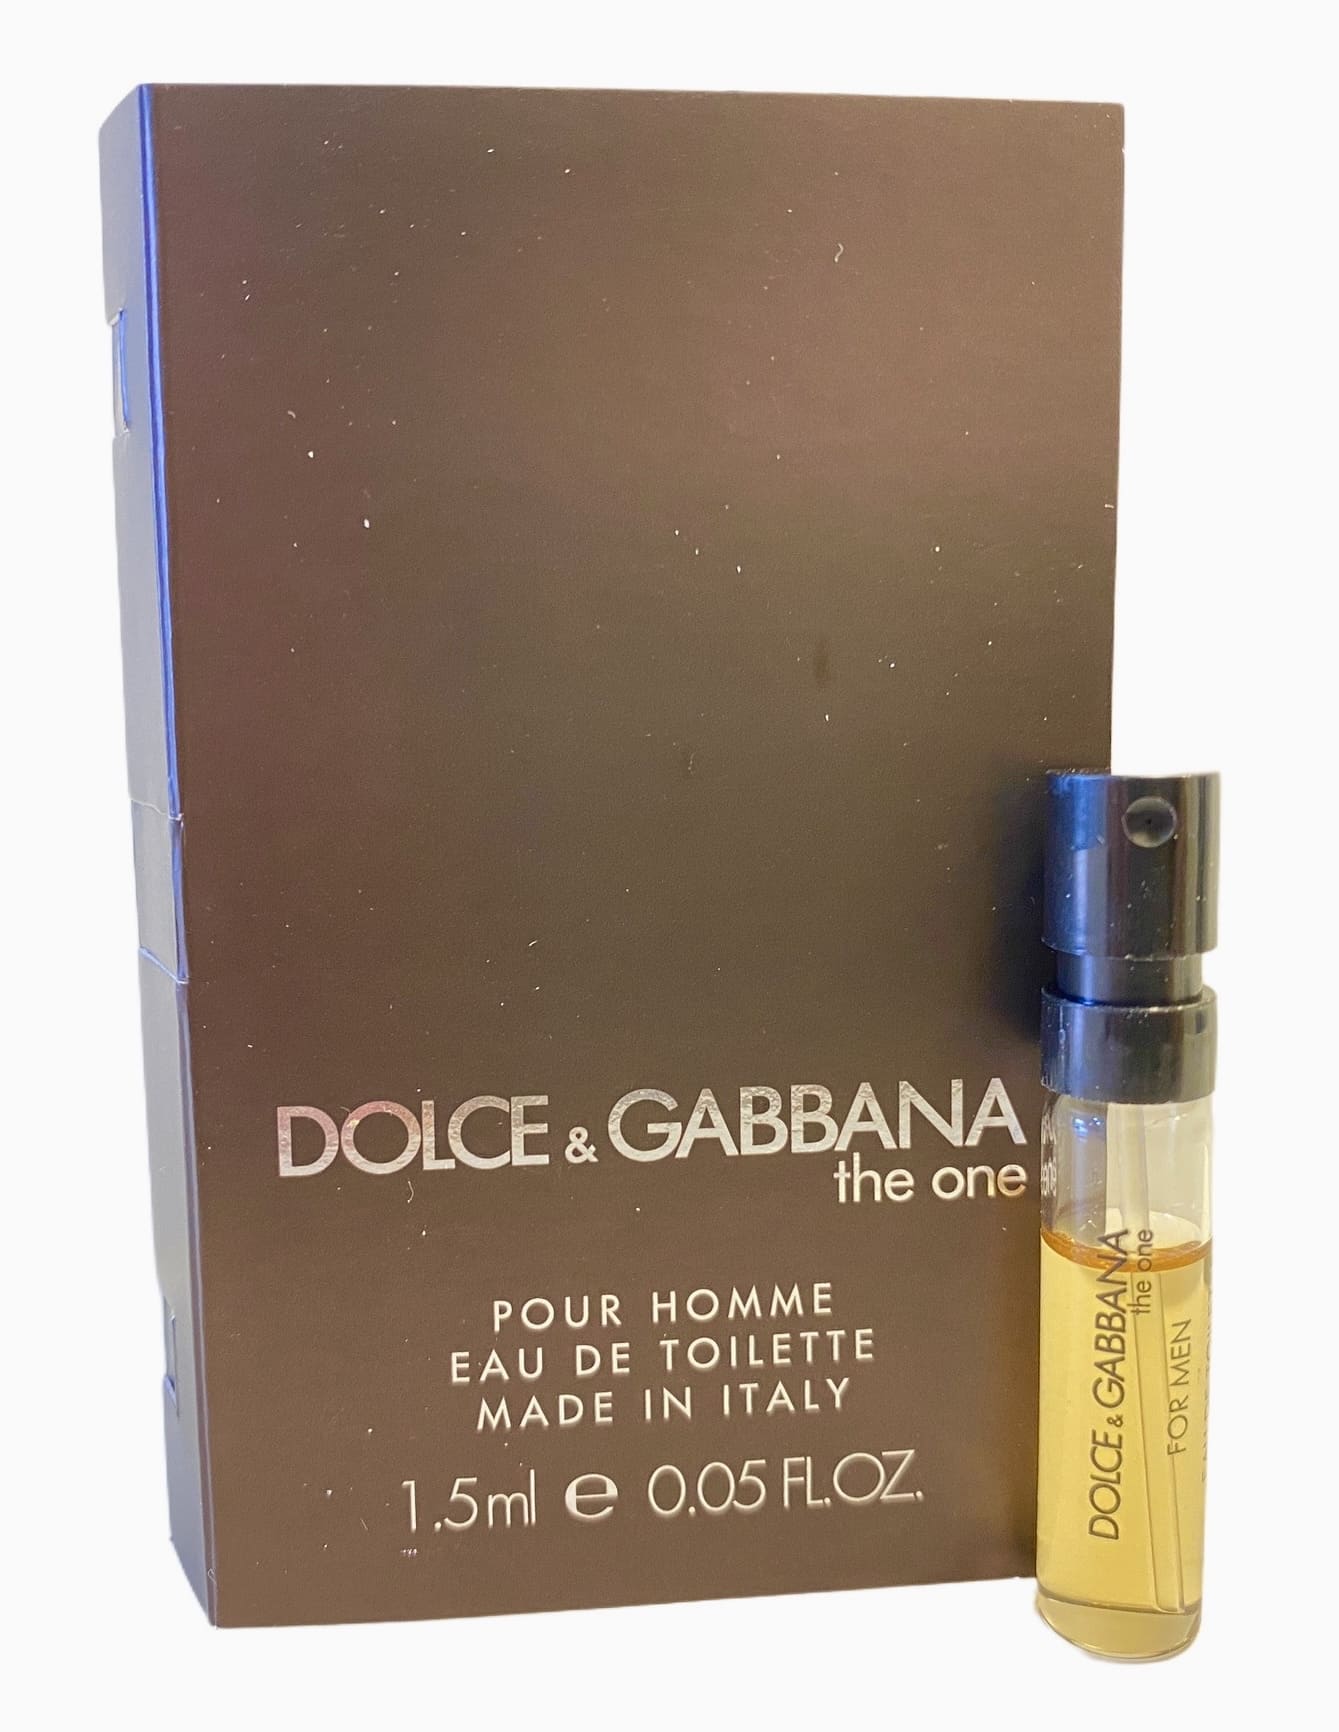 DOLCE & GABBANA
the one
POUR HOMME
EAU DE TOILETTE
MADE IN ITALY
1.5ml e 0.05 FL.OZ.
DOLCE & GABBANA
the one
FOR MEN